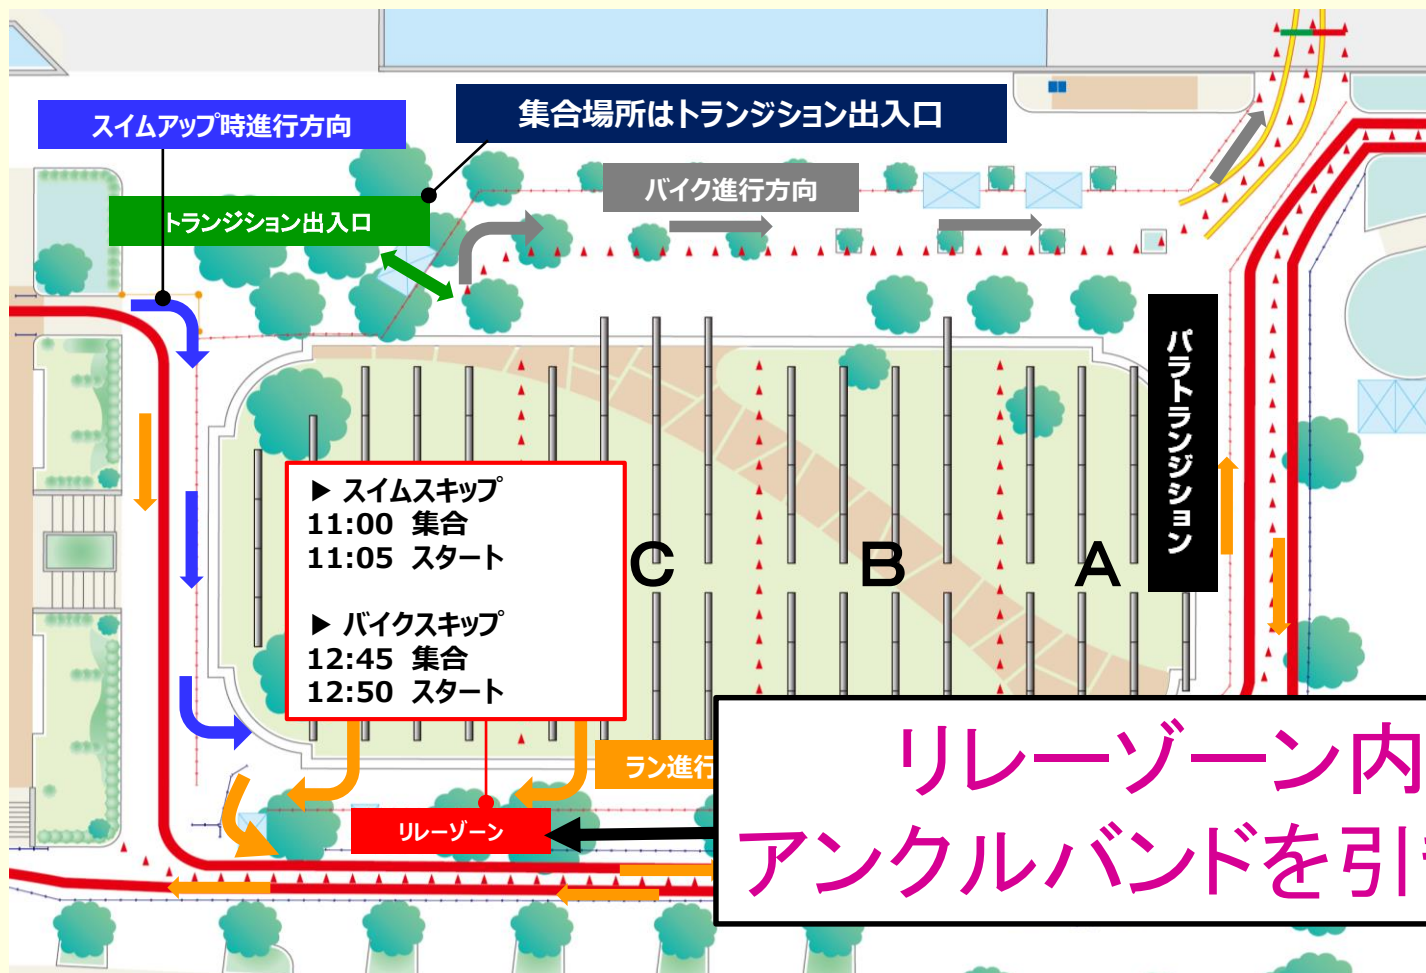 スイムアップ時進行方向
集合場所はトランジション出入口
トランジション出入口
バイク進行方向
パラトランジション
▶ スイムスキップ
11:00 集合
11:05 スタート
▶ バイクスキップ
12:45 集合
12:50 スタート
C
B
A
ラン進行
リレーゾーン
リレーゾーン内
アンクルバンドを引